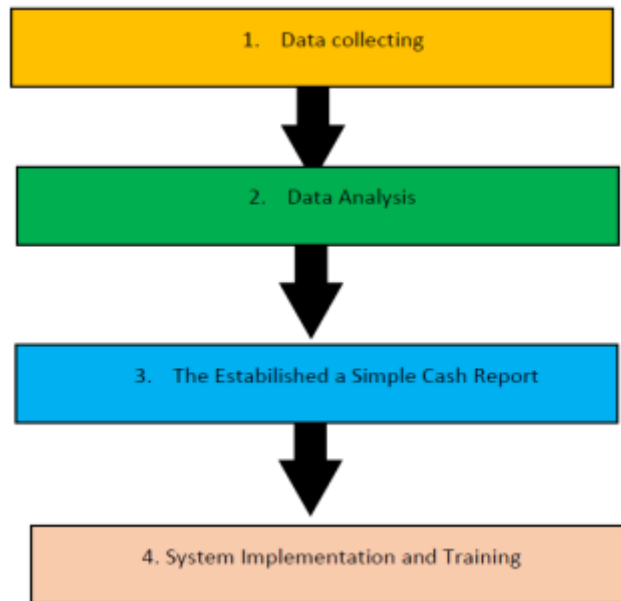 1. Data collecting
2. Data Analysis
3. The Estabilished a Simple Cash Report
4. System Implementation and Training